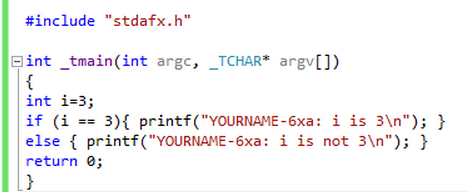 #include "stdafx.h"
int _tmain(int argc, _TCHAR* argv[])
{
int i=3;
if (i == 3){ printf("YOURNAME-6xa: i is 3\n"); }
else { printf("YOURNAME-6xa: i is not 3\n"); }
return 0;
}